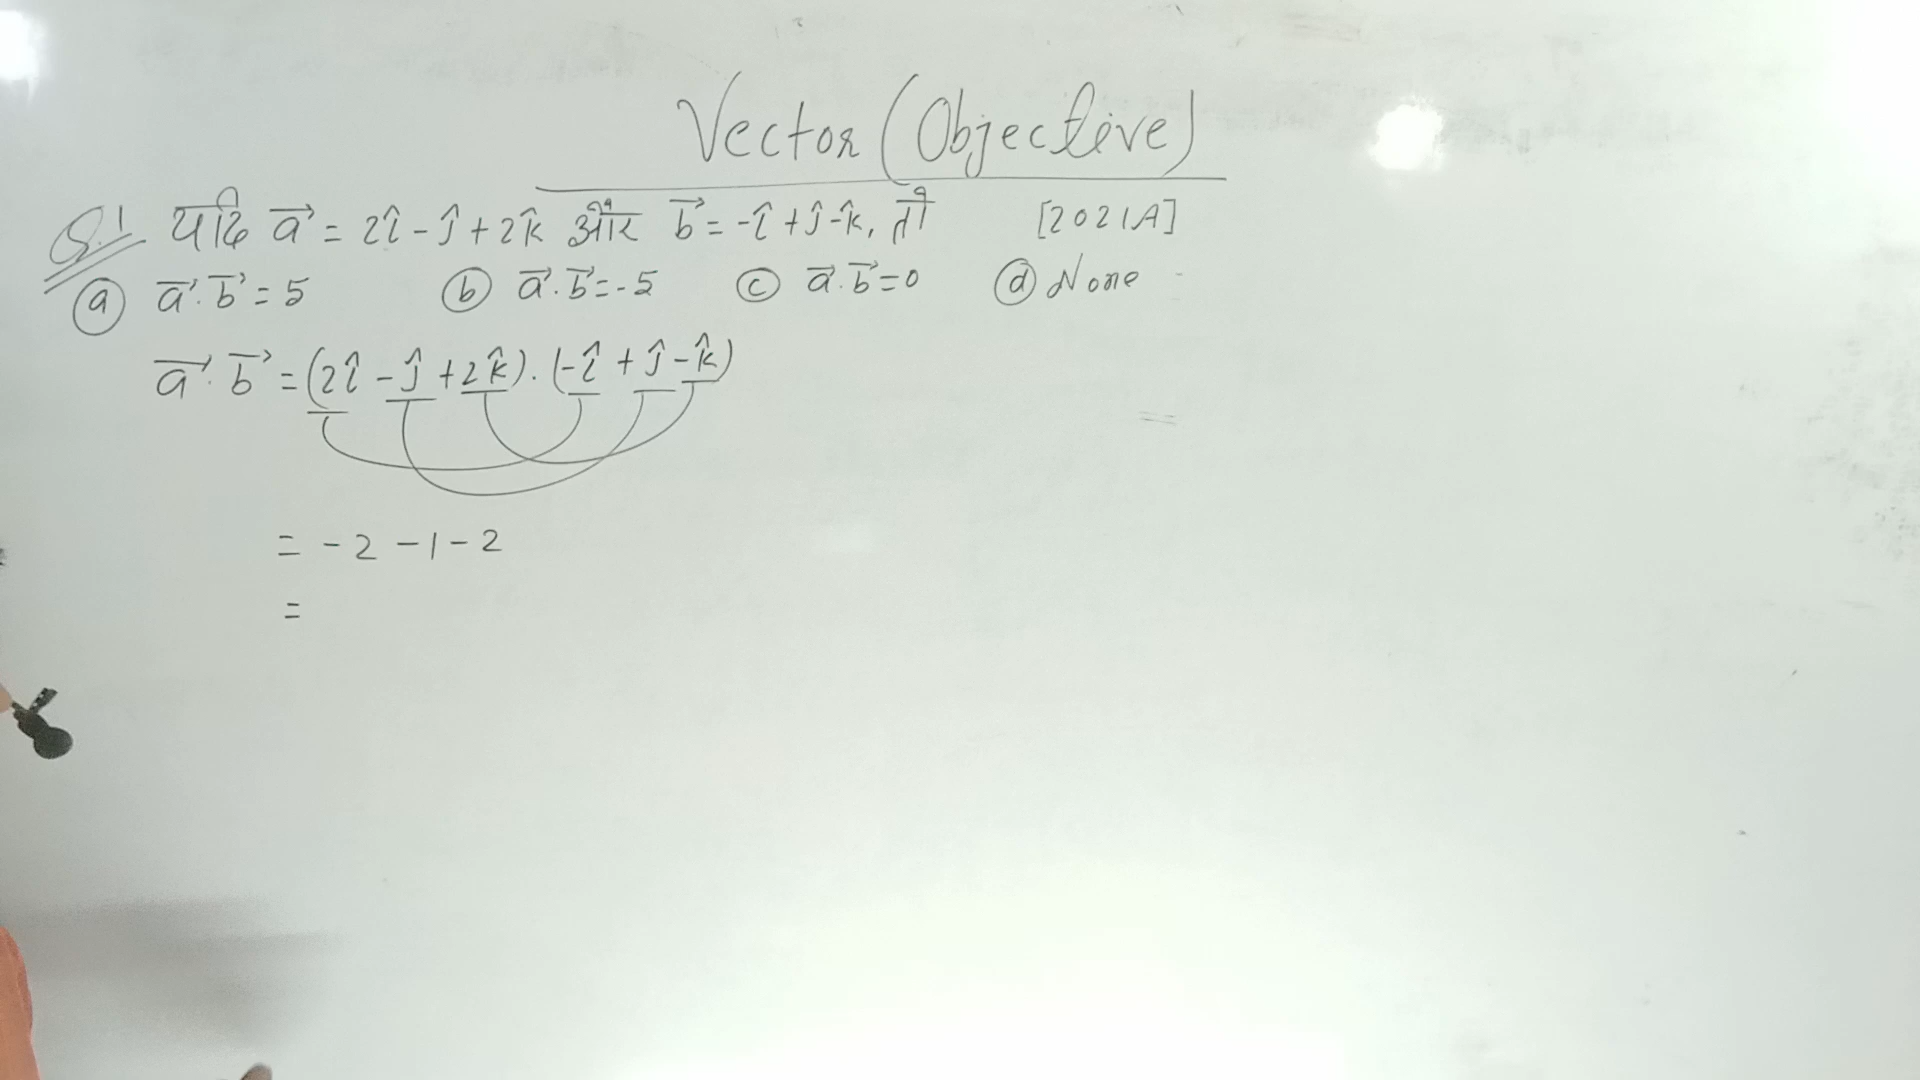 Vector (Objective)
Q.1 यदि a⃗ = 2î - ĵ + 2k̂ और b⃗ = -î + ĵ - k̂, तो [2021A]
(a) a⃗.b⃗ = 5 (b) a⃗.b⃗ = -5 (c) a⃗.b⃗ = 0 (d) None
a⃗.b⃗ = (2î - ĵ + 2k̂).(-î + ĵ - k̂)
= -2 -1 -2
=